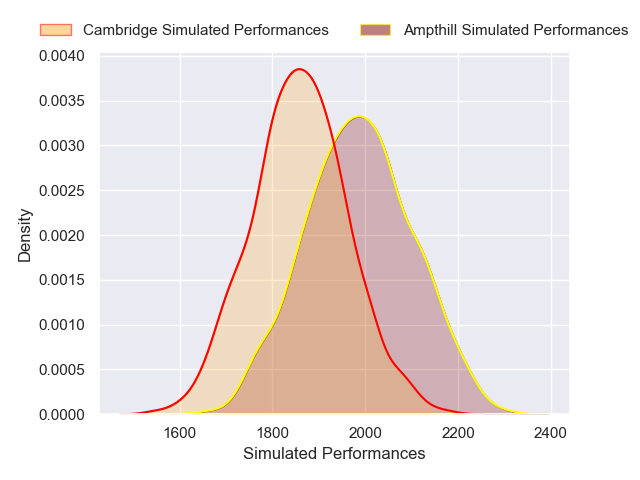 Cambridge Simulated Performances Ampthill Simulated Performances
0.0040
0.0035
0.0030
0.0025
0.0020
0.0015
0.0010
0.0005
0.0000
Density
1600 1800 2000 2200 2400
Simulated Performances